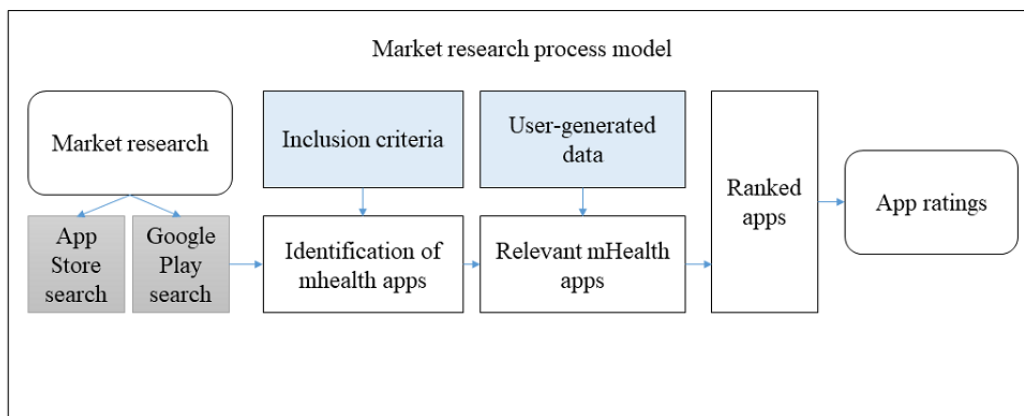 Market research process model
Market research
App
Store
search
Google
Play
search
Inclusion criteria
Identification of
mhealth apps
User-generated
data
Relevant mHealth
apps
Ranked
apps
App ratings